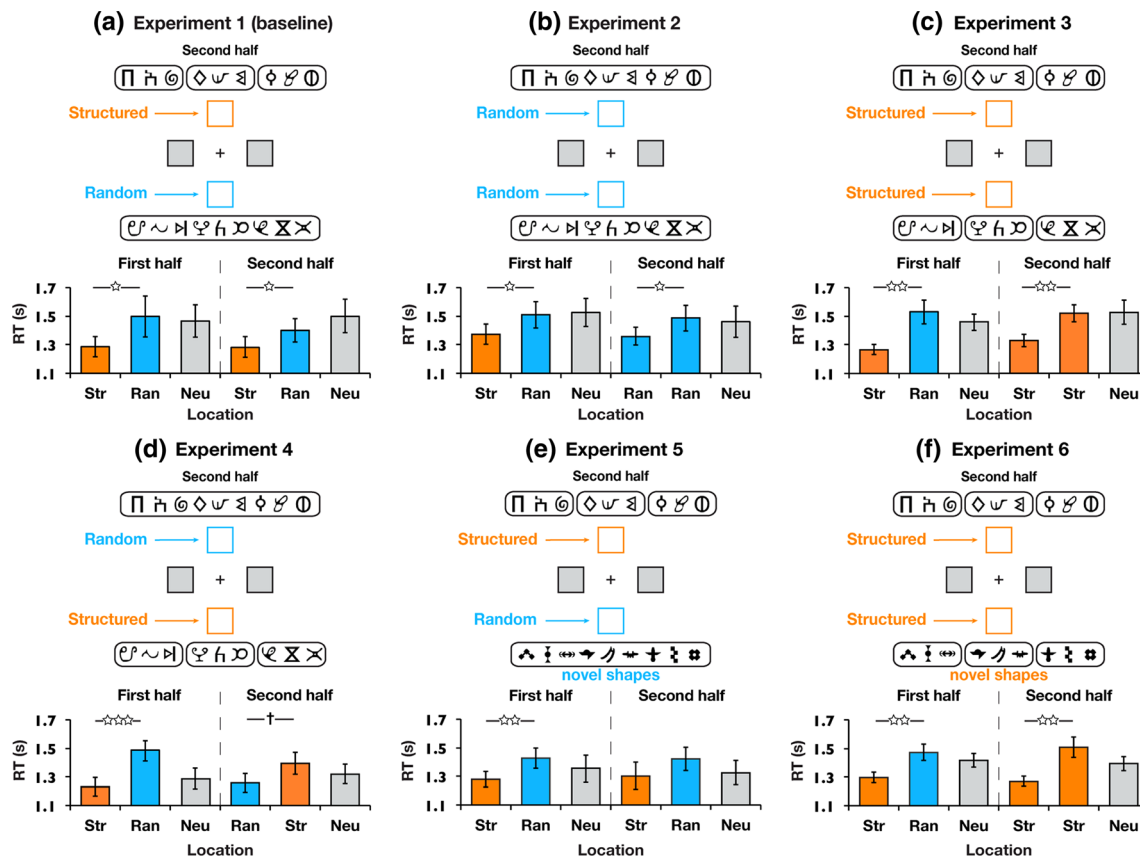 (a) Experiment 1 (baseline)
Second half
Structured
+
Random
First half Second half
RT (s)
1.7
1.5
1.3
1.1
Str Ran Neu Str Ran Neu
Location
(b) Experiment 2
Second half
Random
+
Random
First half Second half
RT (s)
1.7
1.5
1.3
1.1
Str Ran Neu Ran Ran Neu
Location
(c) Experiment 3
Second half
Structured
+
Structured
First half Second half
RT (s)
1.7
1.5
1.3
1.1
Str Ran Neu Str Str Neu
Location
(d) Experiment 4
Second half
Random
+
Structured
First half Second half
†
RT (s)
1.7
1.5
1.3
1.1
Str Ran Neu Ran Str Neu
Location
(e) Experiment 5
Second half
Structured
+
Random
novel shapes
First half Second half
RT (s)
1.7
1.5
1.3
1.1
Str Ran Neu Str Ran Neu
Location
(f) Experiment 6
Second half
Structured
+
Structured
novel shapes
First half Second half
RT (s)
1.7
1.5
1.3
1.1
Str Ran Neu Str Str Neu
Location